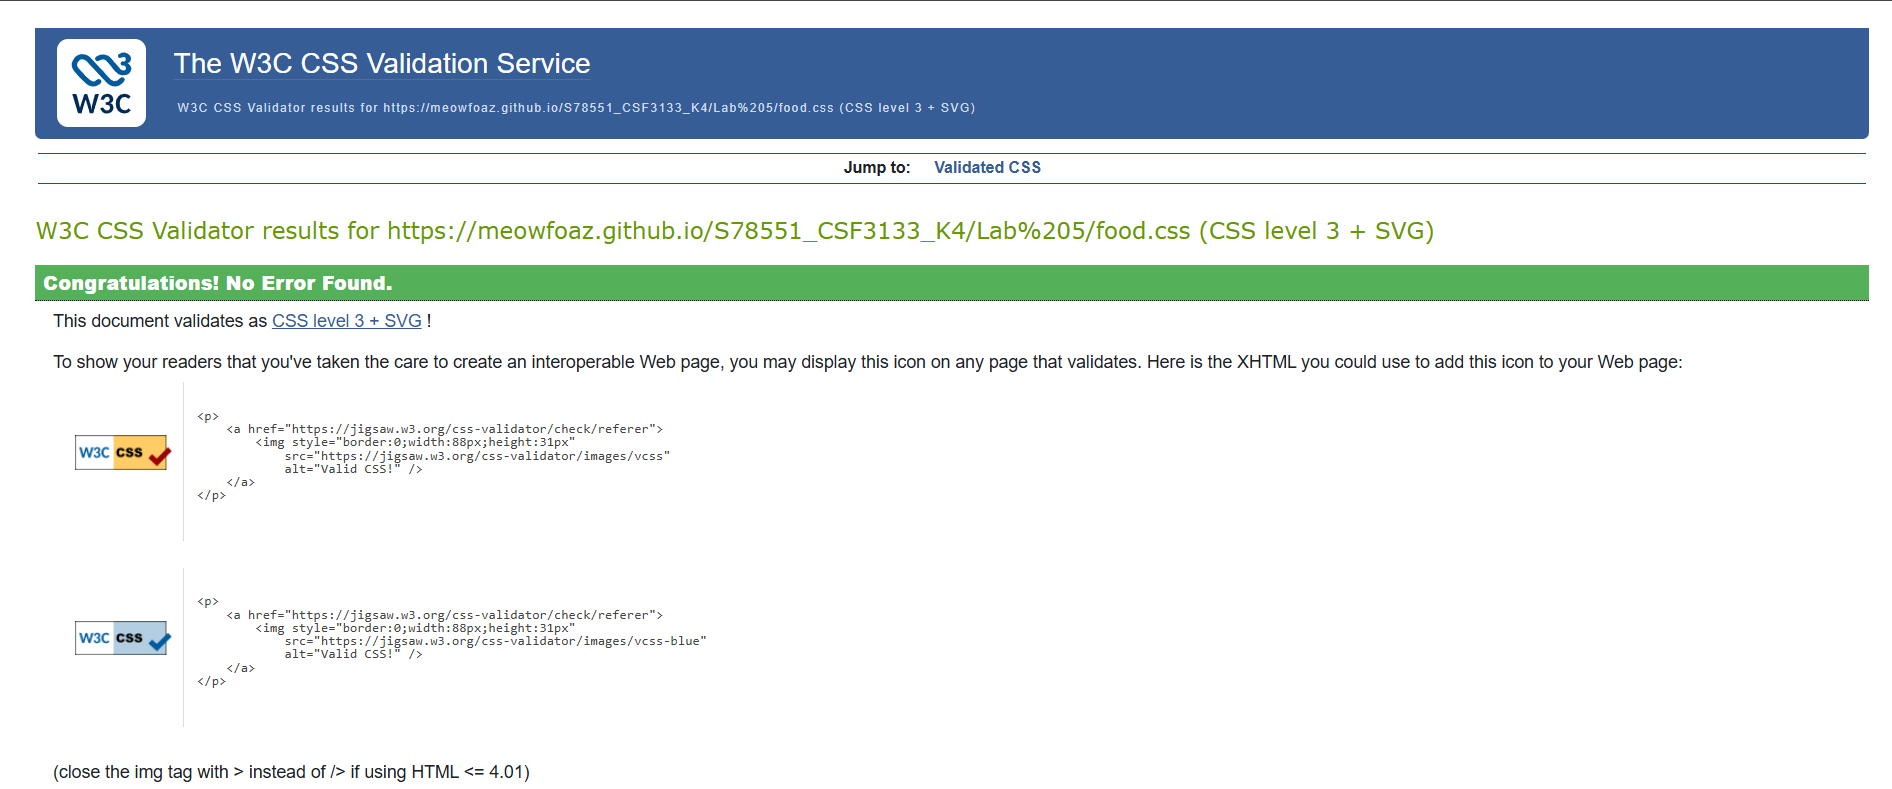 W3C
The W3C CSS Validation Service
W3C CSS Validator results for https://meowfoaz.github.io/S78551_CSF3133_K4/Lab%205/food.css (CSS level 3 + SVG)
Jump to: Validated CSS
W3C CSS Validator results for https://meowfoaz.github.io/S78551_CSF3133_K4/Lab%205/food.css (CSS level 3 + SVG)
Congratulations! No Error Found.
This document validates as CSS level 3 + SVG !
To show your readers that you've taken the care to create an interoperable Web page, you may display this icon on any page that validates. Here is the XHTML you could use to add this icon to your Web page:
W3C css
<p>
    <a href="https://jigsaw.w3.org/css-validator/check/referer">
        <img style="border:0;width:88px;height:31px"
            src="https://jigsaw.w3.org/css-validator/images/vcss"
            alt="Valid CSS!" />
    </a>
</p>
W3C css
<p>
    <a href="https://jigsaw.w3.org/css-validator/check/referer">
        <img style="border:0;width:88px;height:31px"
            src="https://jigsaw.w3.org/css-validator/images/vcss-blue"
            alt="Valid CSS!" />
    </a>
</p>
(close the img tag with > instead of /> if using HTML <= 4.01)